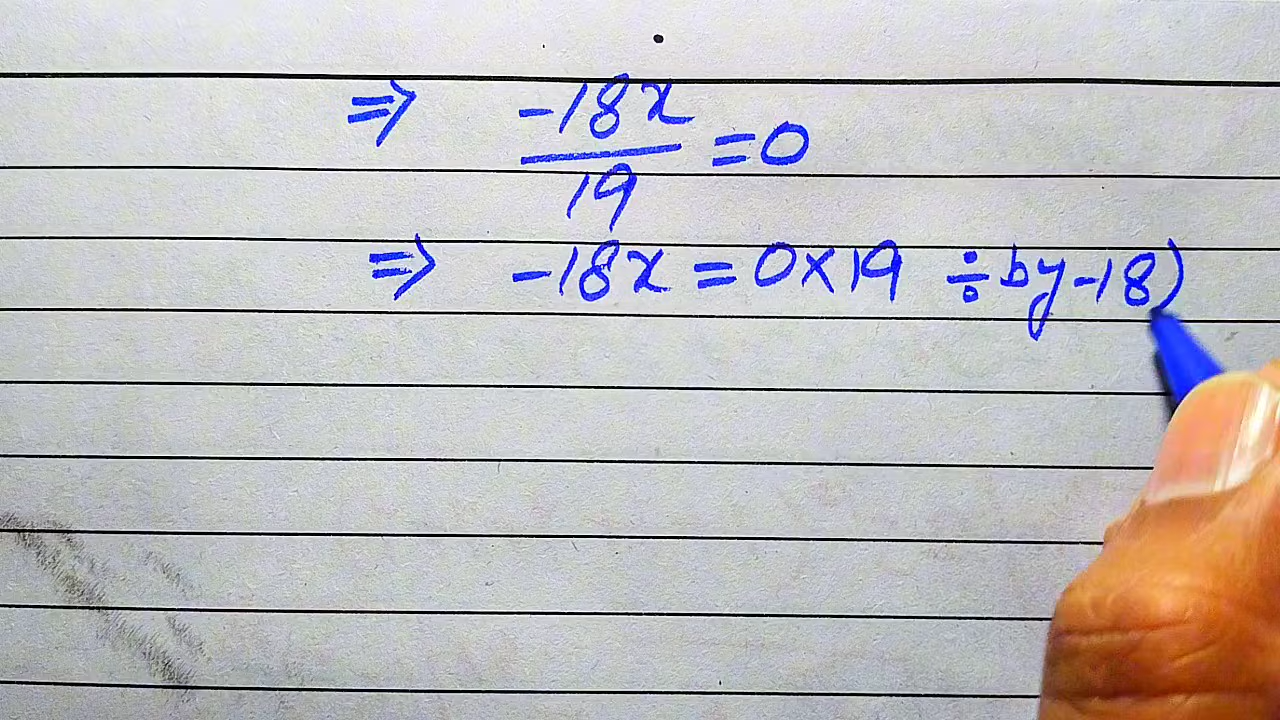 ⇒ -18x/19 = 0
⇒ -18x = 0×19 ÷ by -18)